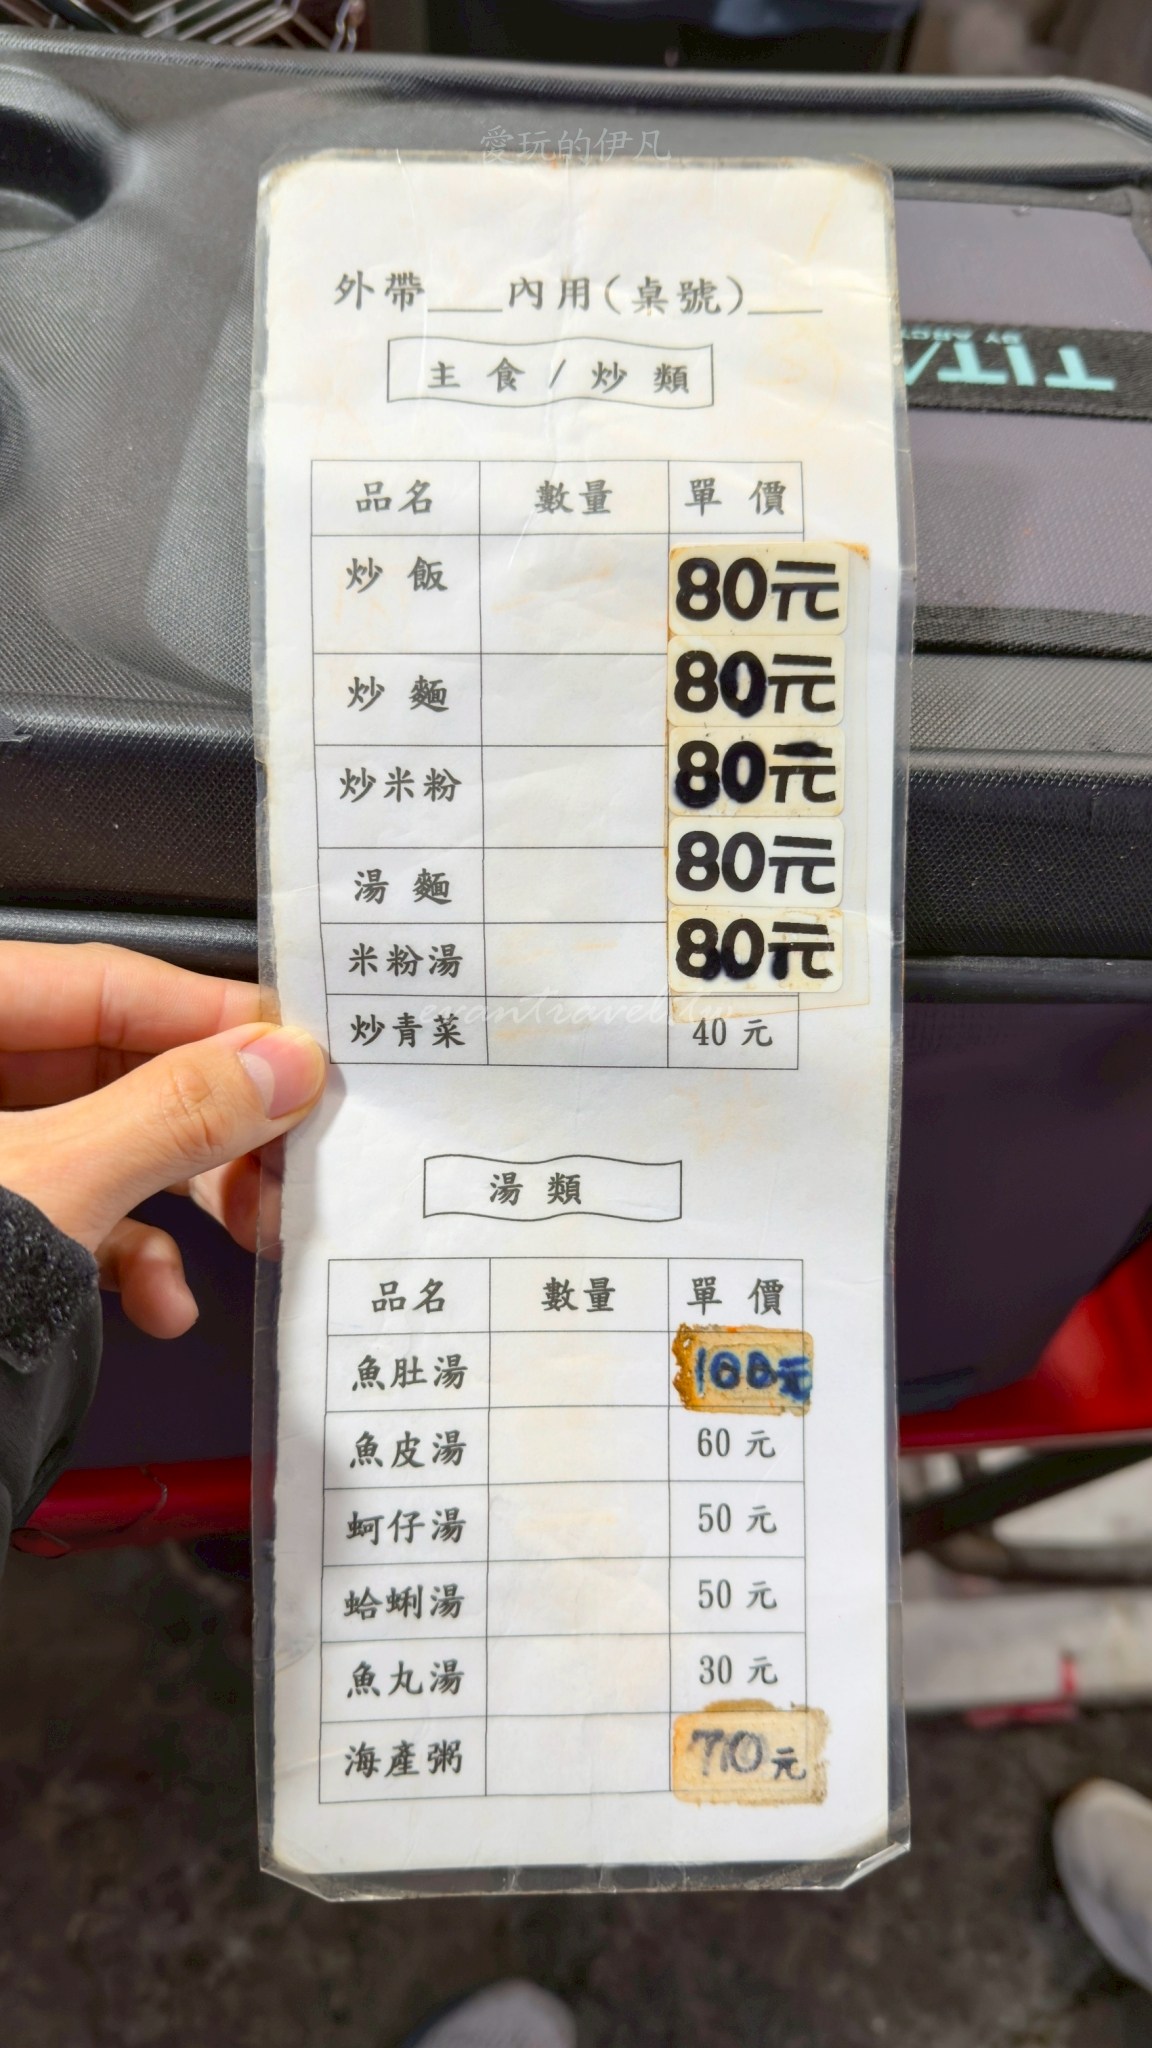 愛玩的伊凡
外帶____內用(桌號)____
主食/炒類
品名 數量 單價
炒飯 80元
炒麵 80元
炒米粉 80元
湯麵 80元
米粉湯 80元
炒青菜 40元
evantravel.tw
湯類
品名 數量 單價
魚肚湯 100元
魚皮湯 60元
蚵仔湯 50元
蛤蜊湯 50元
魚丸湯 30元
海產粥 70元